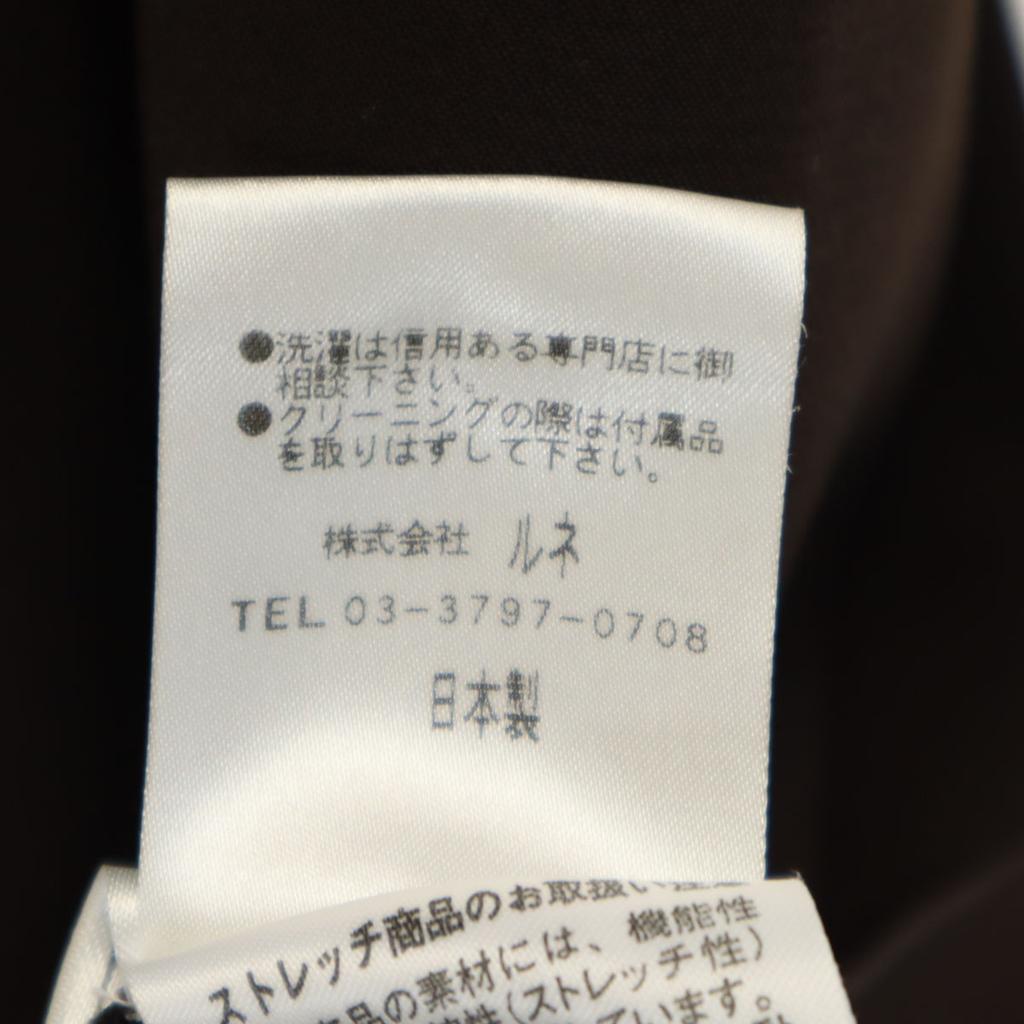 ●洗濯は信用ある専門店に御
相談下さい。
●クリーニングの際は付属品
を取りはずして下さい。
株式会社 ルネ
TEL 03-3797-0708
日本製
ストレッチ商品のお取扱い
品の素材には、機能性
性(ストレッチ性)
ています。